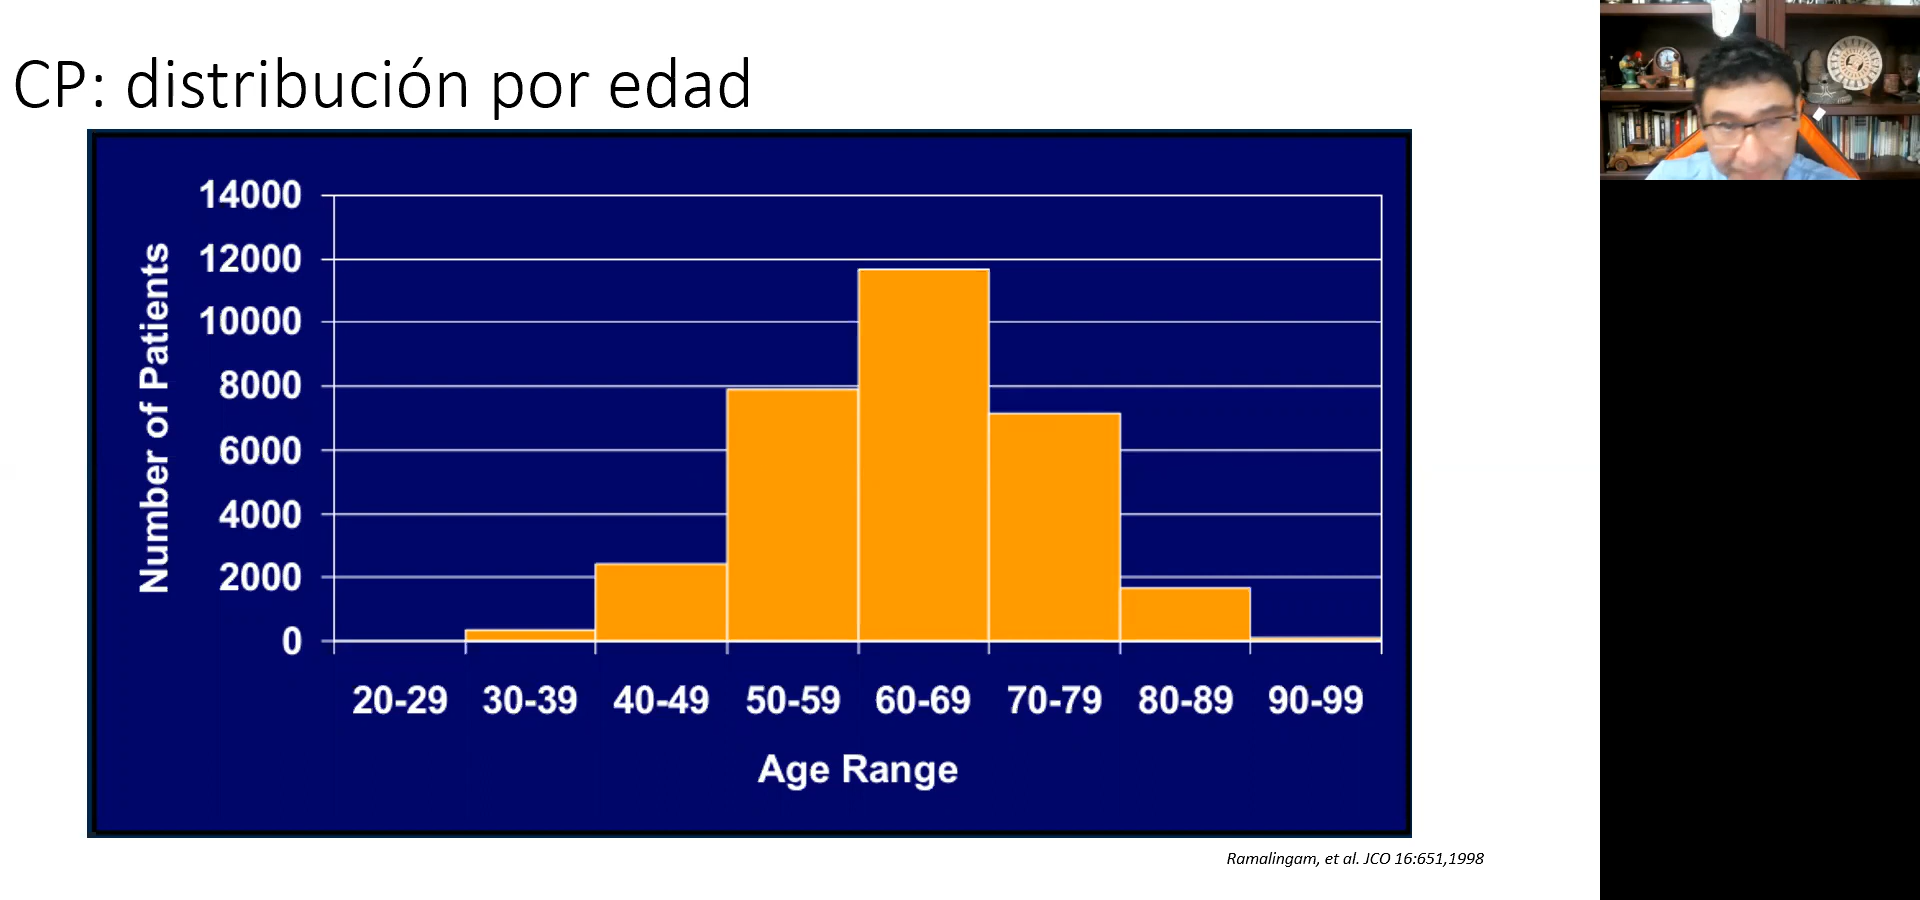 CP: distribución por edad
14000
12000
10000
8000
6000
4000
2000
0
Number of Patients
20-29 30-39 40-49 50-59 60-69 70-79 80-89 90-99
Age Range
Ramalingam, et al. JCO 16:651,1998